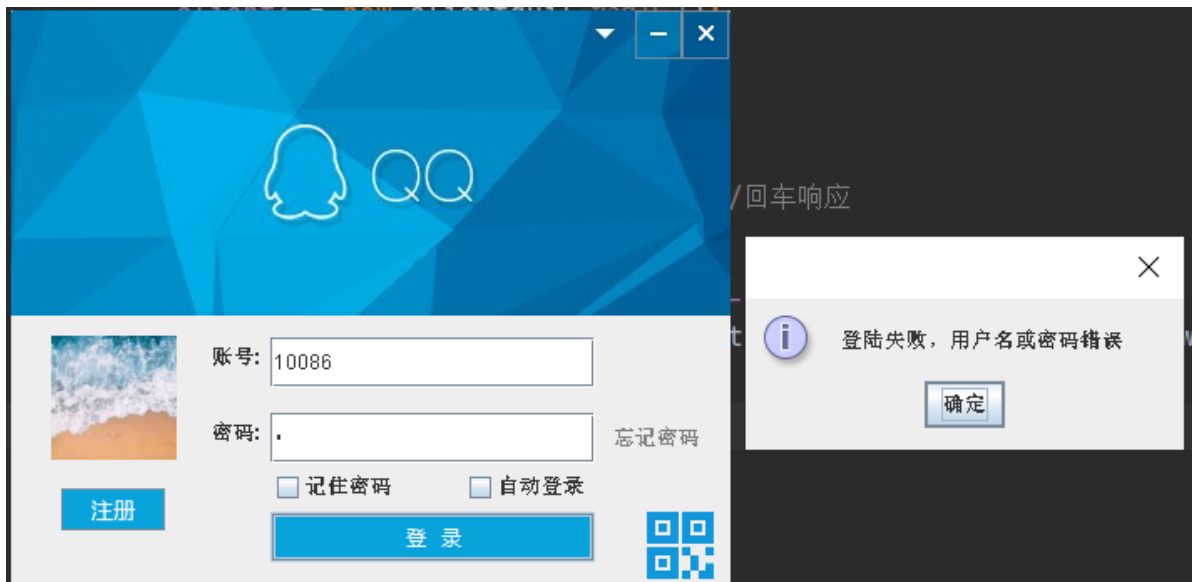 QQ
/回车响应
账号:
10086
密码:
忘记密码
记住密码
自动登录
注册
登 录
登陆失败，用户名或密码错误
确定